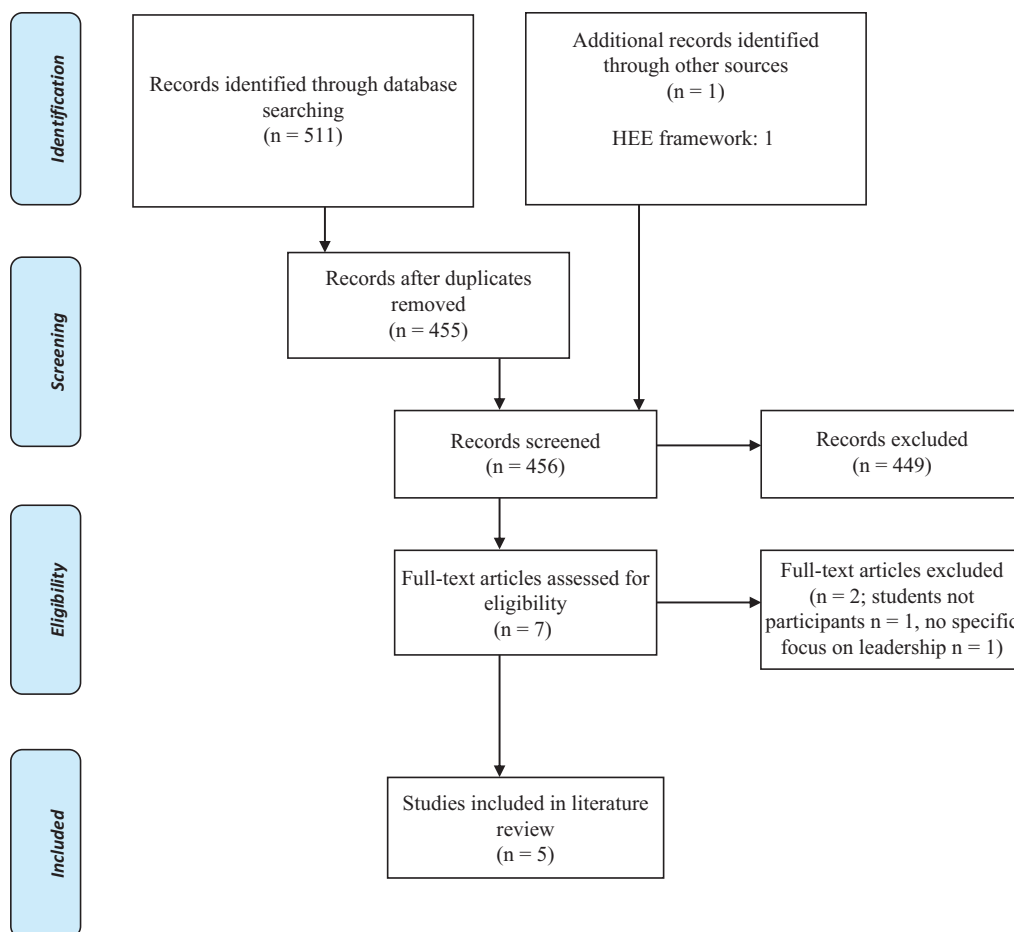 Identification
Records identified through database
searching
(n = 511)
Additional records identified
through other sources
(n = 1)
HEE framework: 1
Screening
Records after duplicates
removed
(n = 455)
Records screened
(n = 456)
Records excluded
(n = 449)
Eligibility
Full-text articles assessed for
eligibility
(n = 7)
Full-text articles excluded
(n = 2; students not
participants n = 1, no specific
focus on leadership n = 1)
Included
Studies included in literature
review
(n = 5)